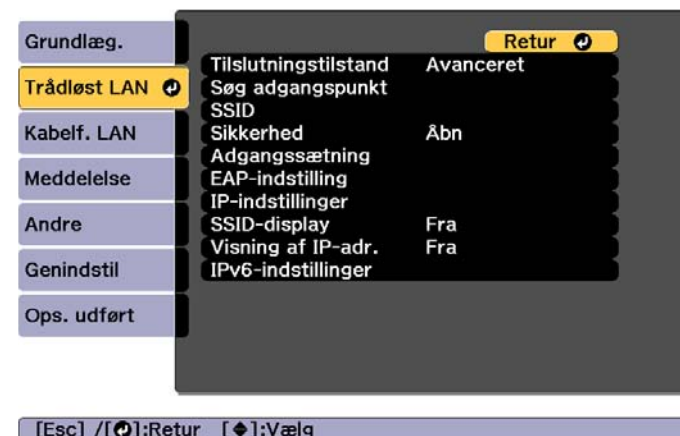 Grundlæg.
Trådløst LAN
Kabelf. LAN
Meddelelse
Andre
Genindstil
Ops. udført
Retur
Tilslutningstilstand Avanceret
Søg adgangspunkt
SSID
Sikkerhed Åbn
Adgangssætning
EAP-indstilling
IP-indstillinger
SSID-display Fra
Visning af IP-adr. Fra
IPv6-indstillinger
[Esc] /[⏎]:Retur [◆]:Vælg